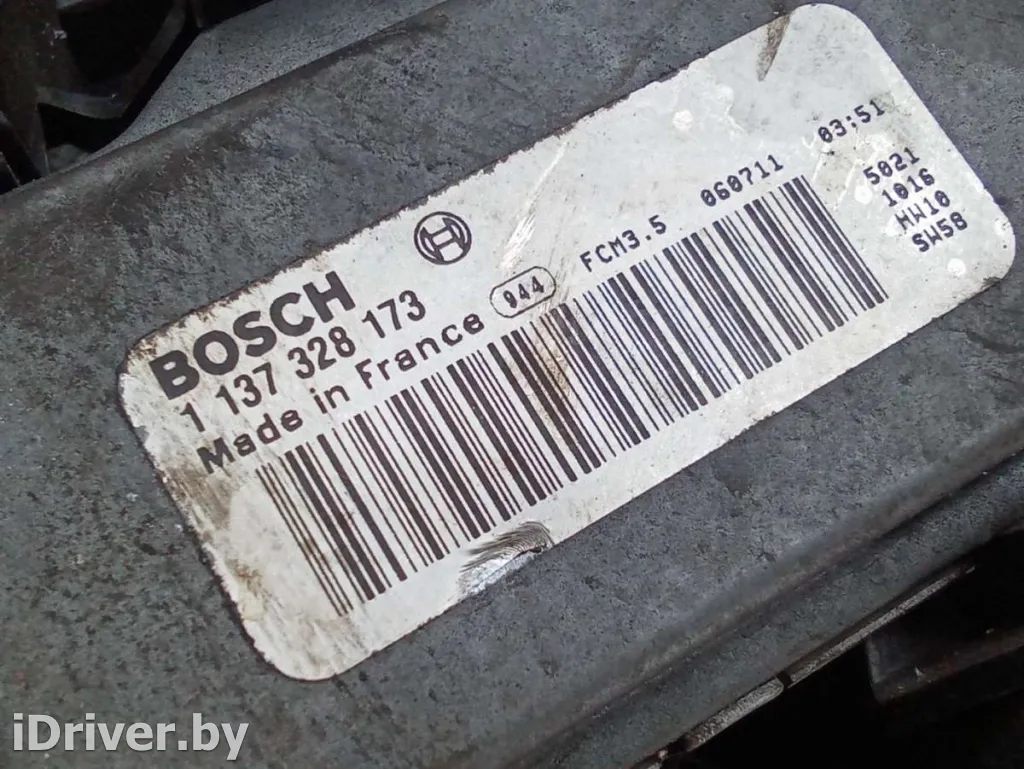 BOSCH
1 137 328 173
Made in France
944
FCM3.5 060711 03:51
5021
1016
HW10
SW58
iDriver.by